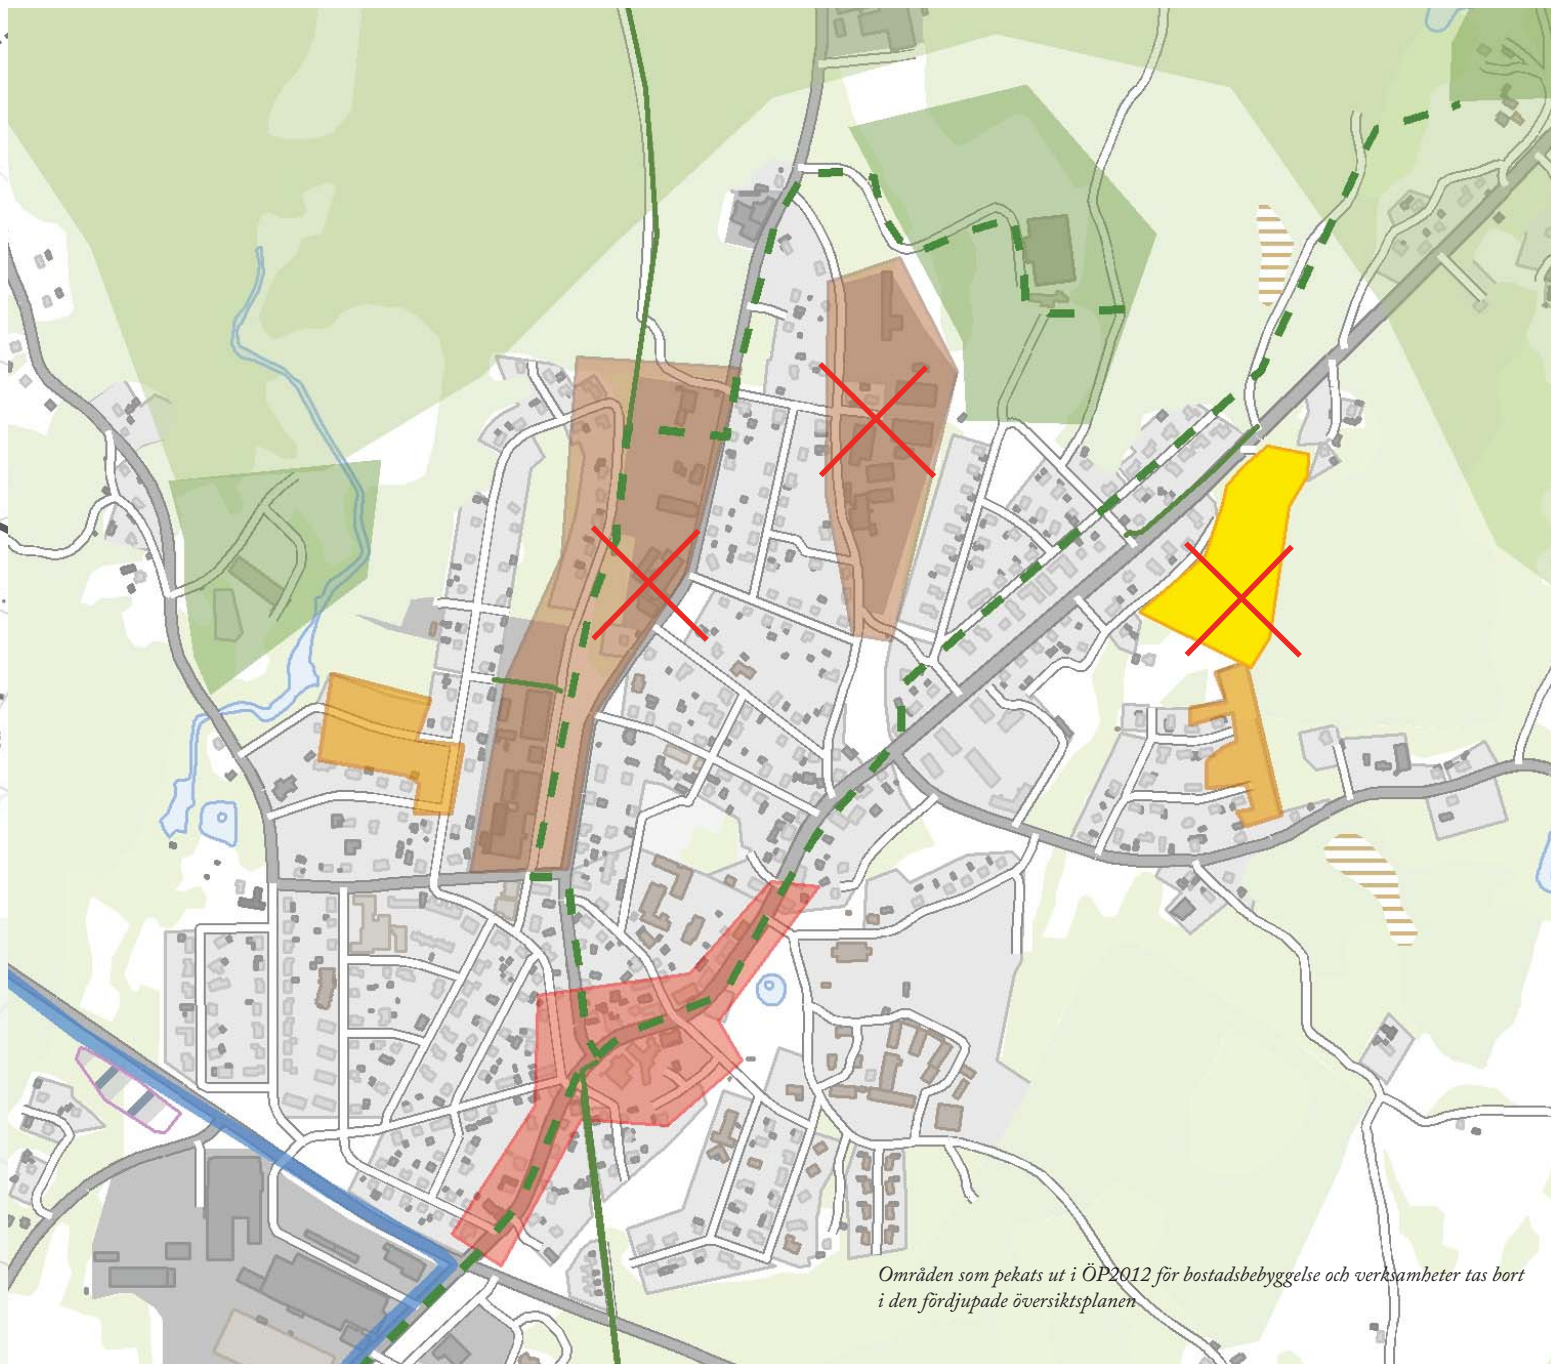 Områden som pekats ut i ÖP2012 för bostadsbebyggelse och verksamheter tas bort
i den fördjupade översiktsplanen